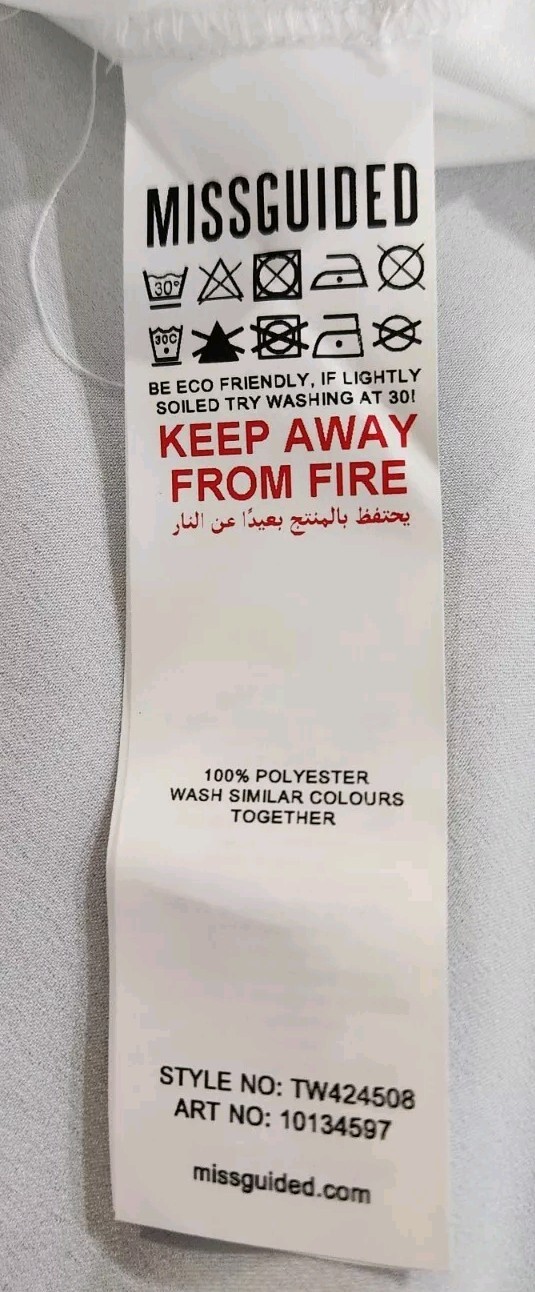 MISSGUIDED
30°
30C
BE ECO FRIENDLY, IF LIGHTLY
SOILED TRY WASHING AT 30!
KEEP AWAY
FROM FIRE
يحتفظ بالمنتج بعيدًا عن النار
100% POLYESTER
WASH SIMILAR COLOURS
TOGETHER
STYLE NO: TW424508
ART NO: 10134597
missguided.com